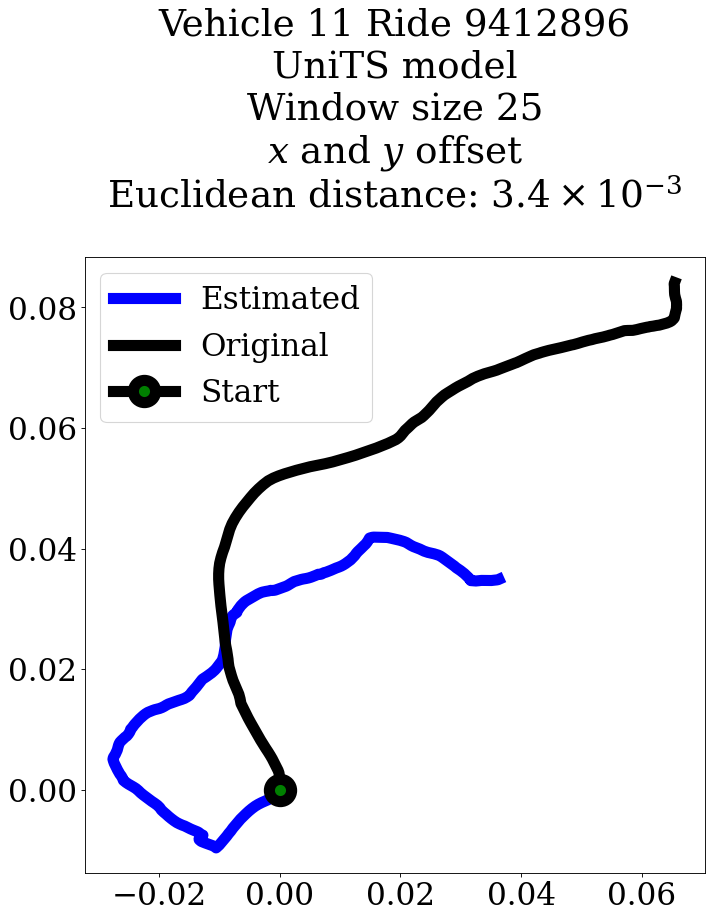 Vehicle 11 Ride 9412896
UniTS model
Window size 25
x and y offset
Euclidean distance: 3.4 × 10⁻³
Estimated
Original
Start
0.08
0.06
0.04
0.02
0.00
−0.02 0.00 0.02 0.04 0.06